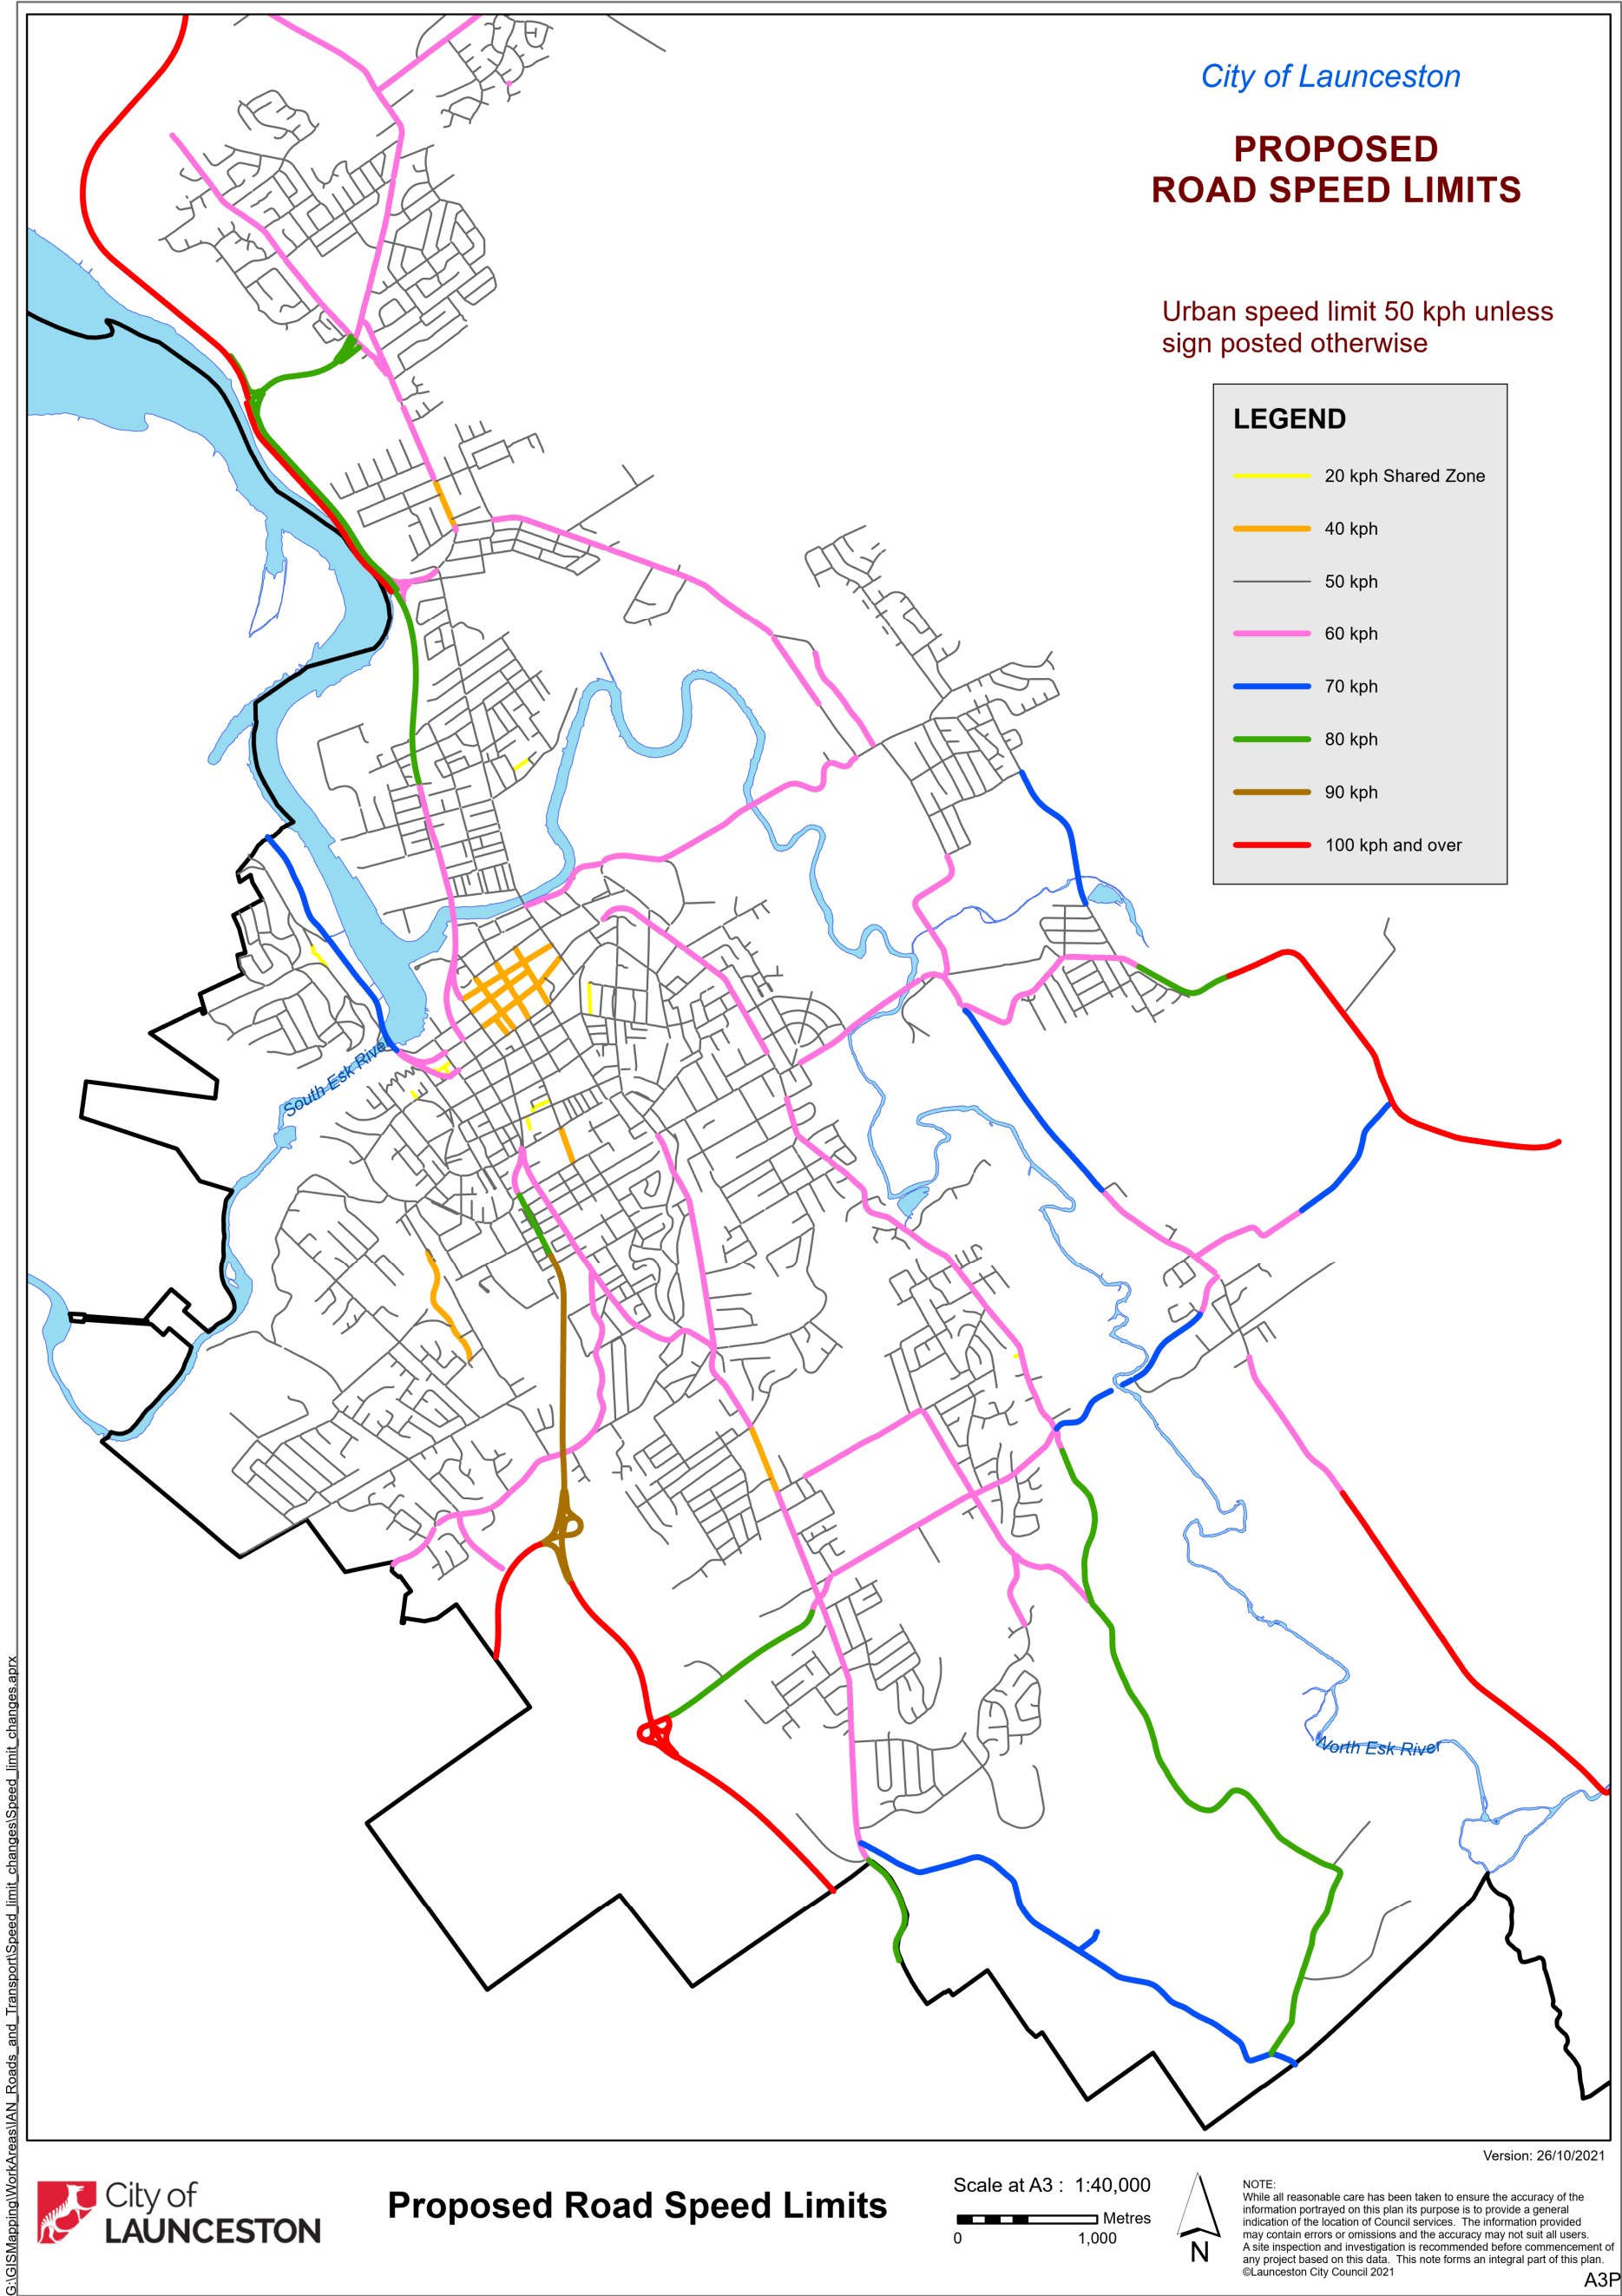 City of Launceston
PROPOSED
ROAD SPEED LIMITS
Urban speed limit 50 kph unless
sign posted otherwise
LEGEND
20 kph Shared Zone
40 kph
50 kph
60 kph
70 kph
80 kph
90 kph
100 kph and over
South Esk River
North Esk River
G:\GISMapping\WorkAreas\IAN_Roads_and_Transport\Speed_limit_changes\Speed_limit_changes.aprx
Version: 26/10/2021
City of
LAUNCESTON
Proposed Road Speed Limits
Scale at A3 : 1:40,000
Metres
0 1,000
N
NOTE:
While all reasonable care has been taken to ensure the accuracy of the
information portrayed on this plan its purpose is to provide a general
indication of the location of Council services. The information provided
may contain errors or omissions and the accuracy may not suit all users.
A site inspection and investigation is recommended before commencement of
any project based on this data. This note forms an integral part of this plan.
©Launceston City Council 2021
A3P